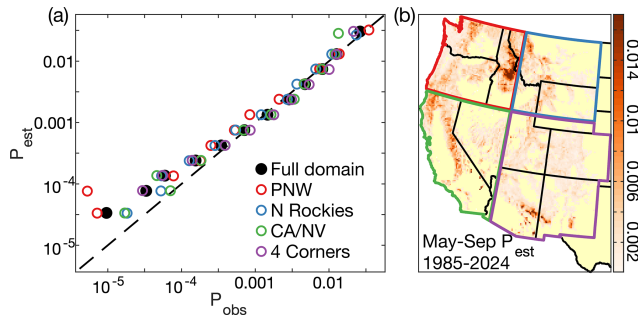 (a)
0.01
0.001
10⁻⁴
10⁻⁵
P_est
Full domain
PNW
N Rockies
CA/NV
4 Corners
10⁻⁵
10⁻⁴
0.001
0.01
P_obs
(b)
May-Sep P_est
1985-2024
0.014
0.01
0.006
0.002